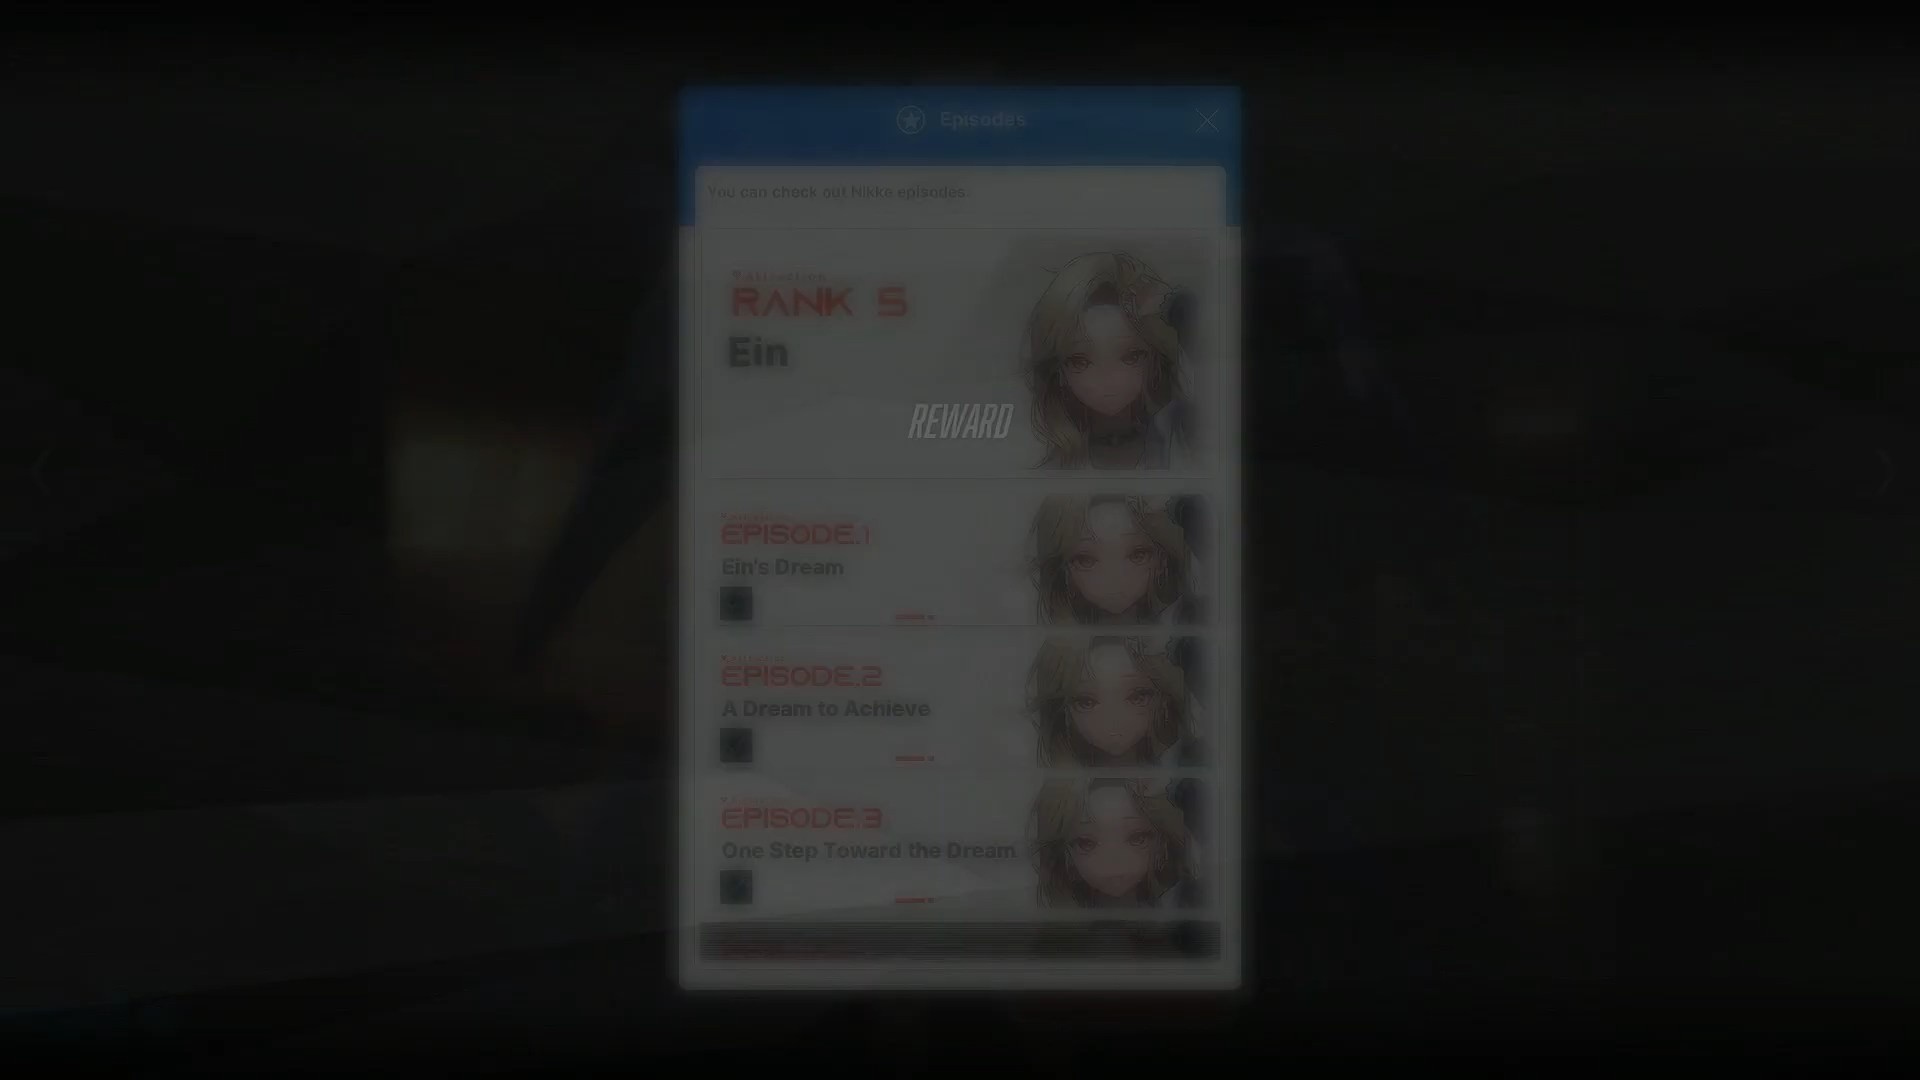 Episodes
You can check out Nikke episodes.
RANK 5
Ein
REWARD
EPISODE.1
Ein's Dream
EPISODE.2
A Dream to Achieve
EPISODE.3
One Step Toward the Dream